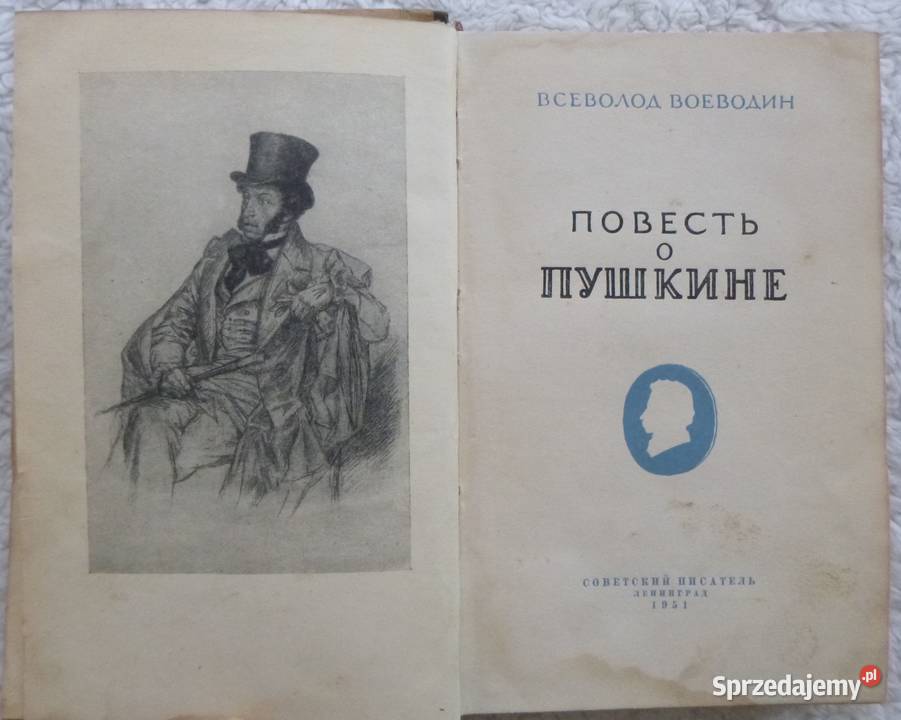 ВСЕВОЛОД ВОЕВОДИН
ПОВЕСТЬ
О
ПУШКИНЕ
СОВЕТСКИЙ ПИСАТЕЛЬ
ЛЕНИНГРАД
1951
Sprzedajemy.pl